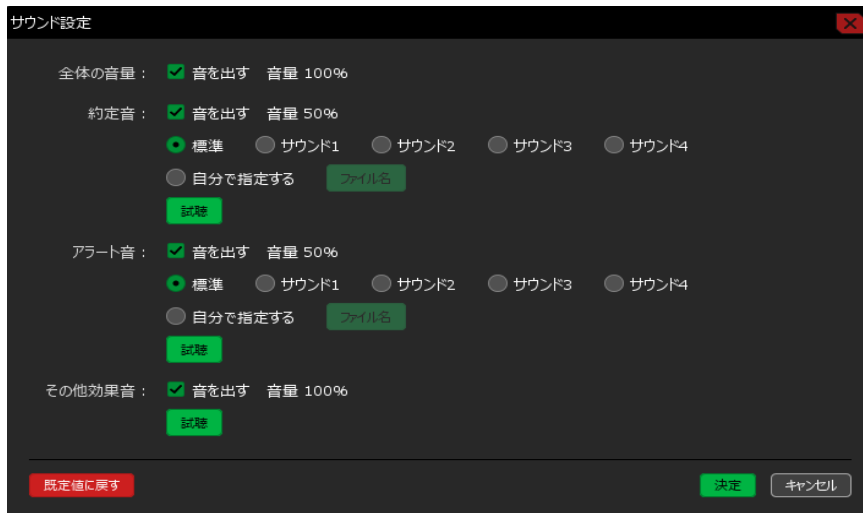 サウンド設定
全体の音量： 音を出す 音量 100%
約定音： 音を出す 音量 50%
標準 サウンド1 サウンド2 サウンド3 サウンド4
自分で指定する ファイル名
試聴
アラート音： 音を出す 音量 50%
標準 サウンド1 サウンド2 サウンド3 サウンド4
自分で指定する ファイル名
試聴
その他効果音： 音を出す 音量 100%
試聴
既定値に戻す 決定 キャンセル